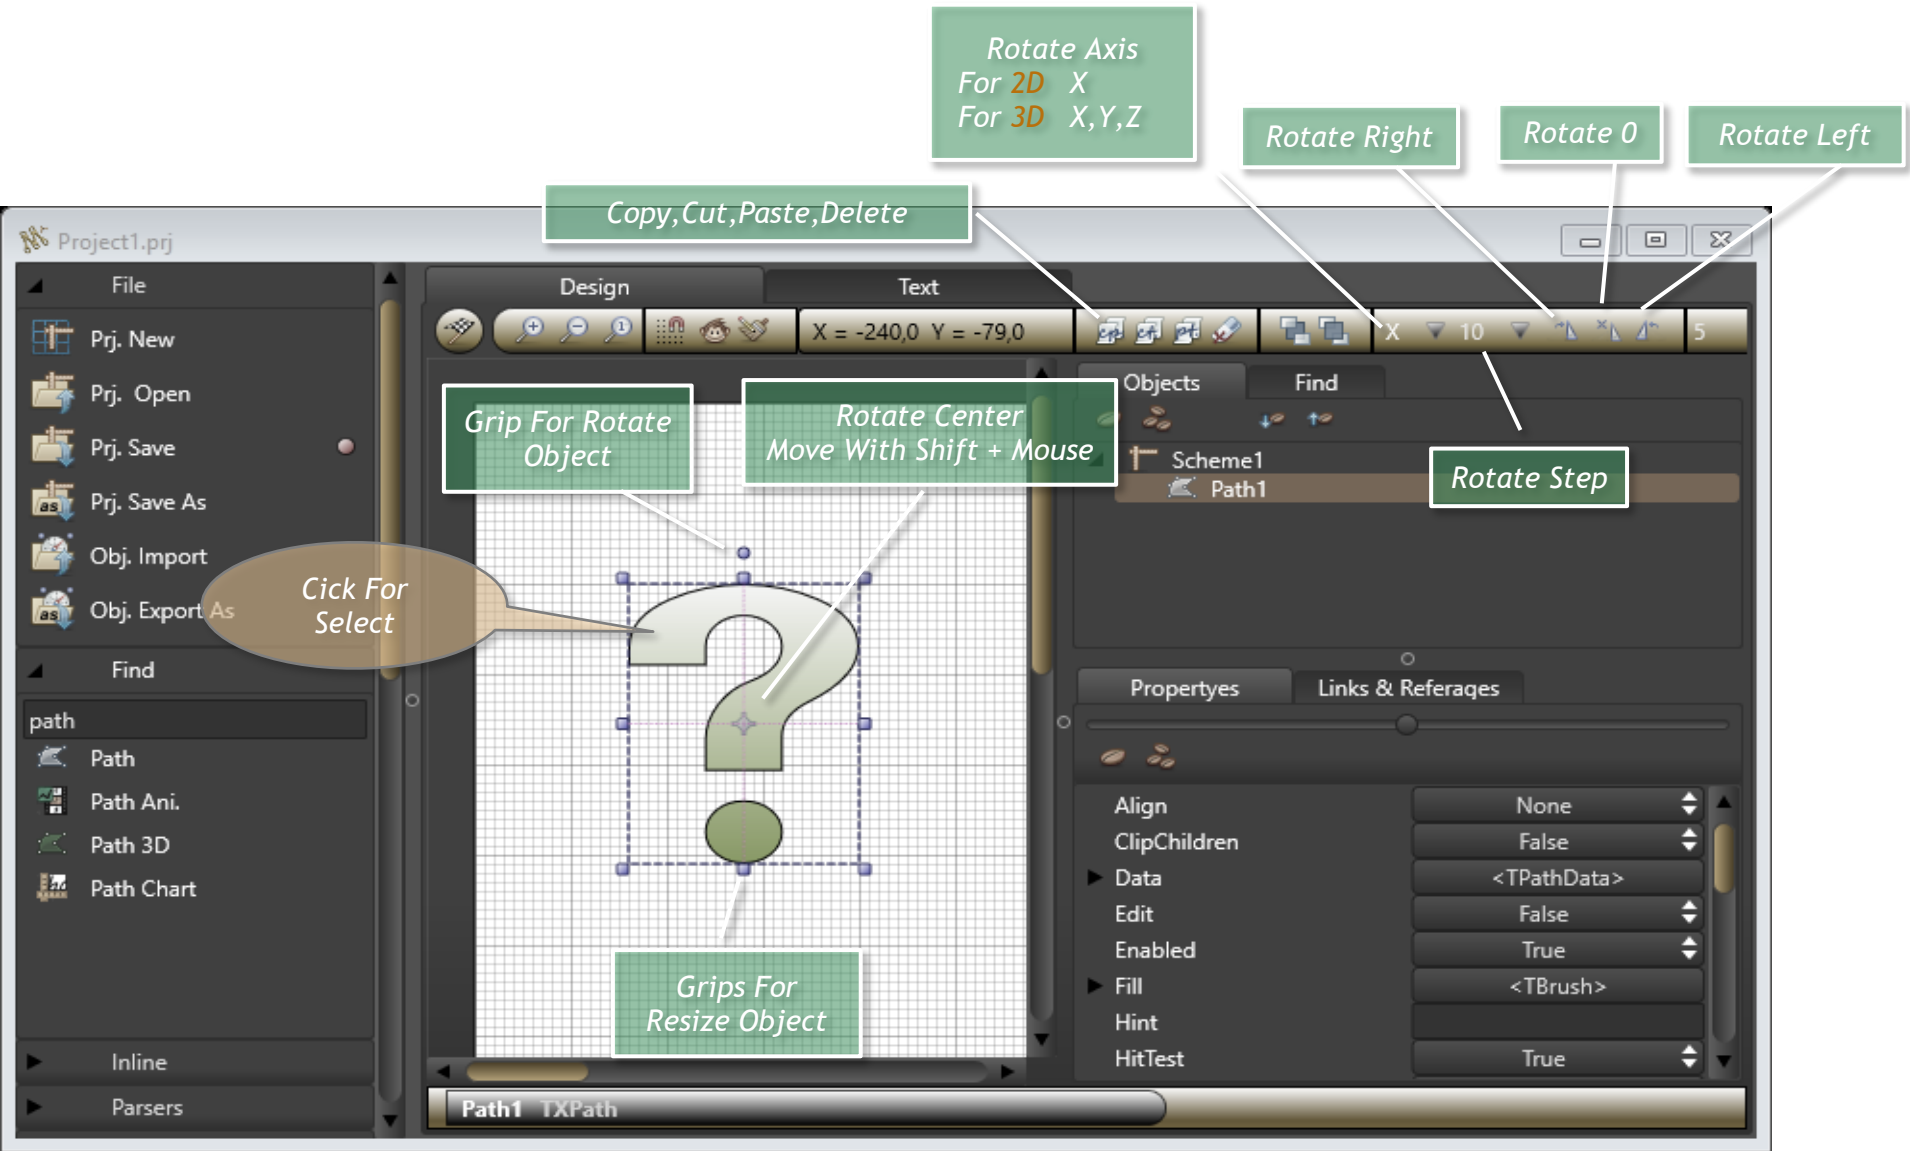 Rotate Axis
For 2D X
For 3D X,Y,Z
Rotate Right
Rotate 0
Rotate Left
Copy,Cut,Paste,Delete
Project1.prj
File
Prj. New
Prj. Open
Prj. Save
Prj. Save As
as
Obj. Import
Obj. Export As
as
Find
path
Path
Path Ani.
Path 3D
Path Chart
Inline
Parsers
Design
Text
X = -240,0 Y = -79,0
cp
ct
pt
X
10
5
Grip For Rotate
Object
Rotate Center
Move With Shift + Mouse
Cick For
Select
?
Grips For
Resize Object
Objects
Find
Scheme1
Path1
Rotate Step
Propertyes
Links & Referages
Align None
ClipChildren False
Data <TPathData>
Edit False
Enabled True
Fill <TBrush>
Hint
HitTest True
Path1 TXPath